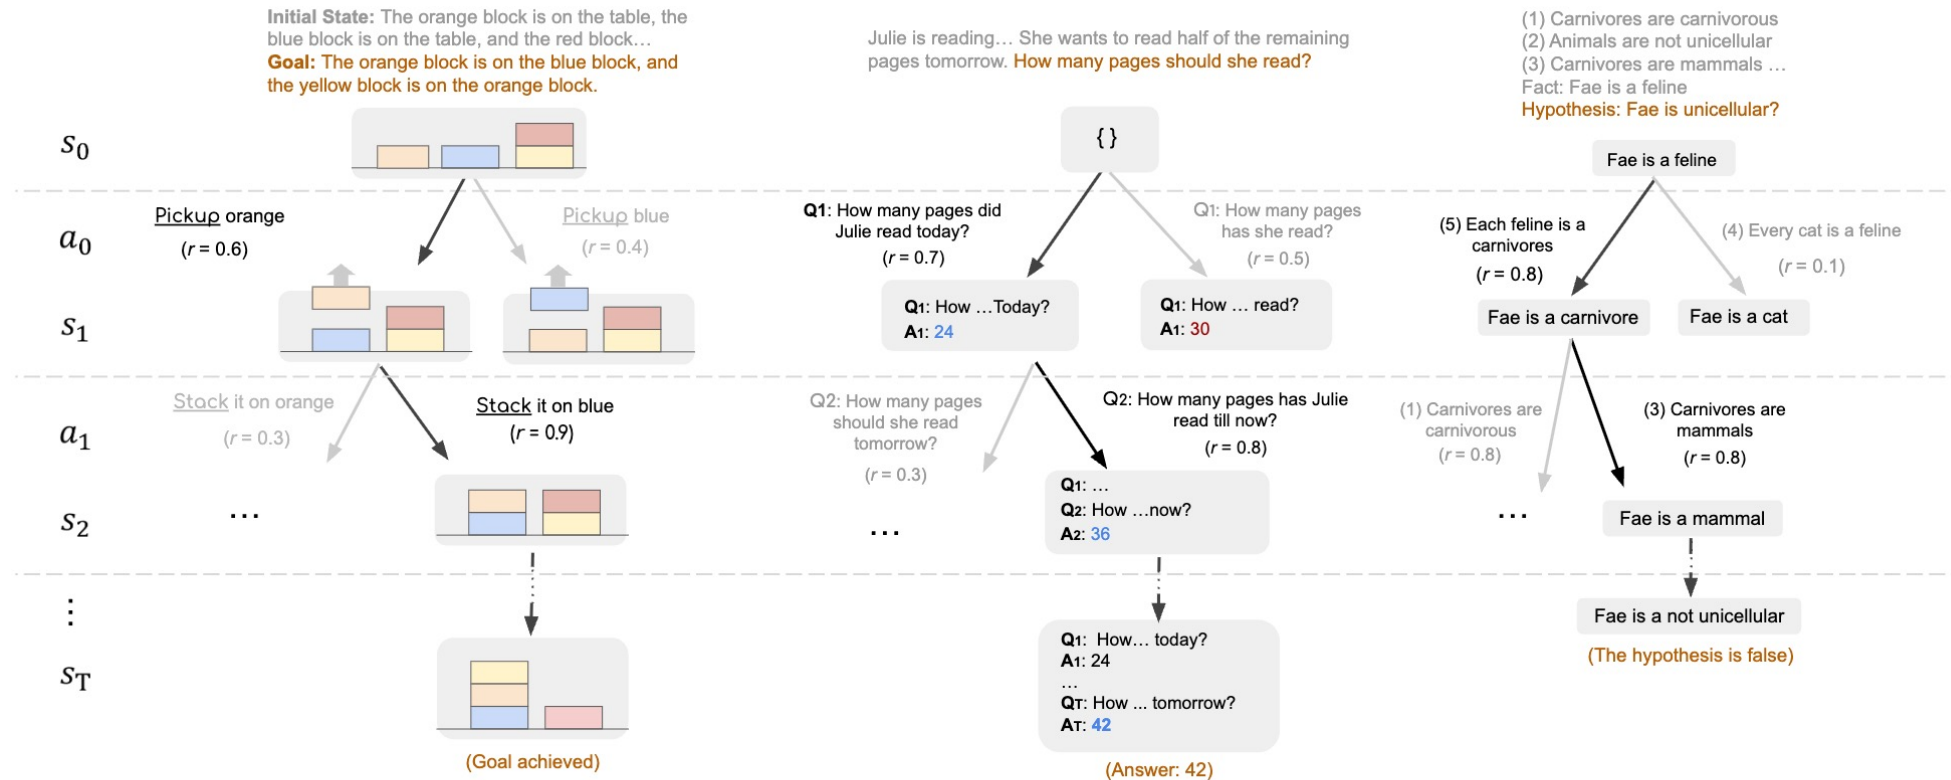 Initial State: The orange block is on the table, the
blue block is on the table, and the red block…
Goal: The orange block is on the blue block, and
the yellow block is on the orange block.
Julie is reading… She wants to read half of the remaining
pages tomorrow. How many pages should she read?
(1) Carnivores are carnivorous
(2) Animals are not unicellular
(3) Carnivores are mammals …
Fact: Fae is a feline
Hypothesis: Fae is unicellular?
s0
{ }
Fae is a feline
a0
Pickup orange
(r = 0.6)
Pickup blue
(r = 0.4)
Q1: How many pages did
Julie read today?
(r = 0.7)
Q1: How many pages
has she read?
(r = 0.5)
(5) Each feline is a
carnivores
(r = 0.8)
(4) Every cat is a feline
(r = 0.1)
s1
Q1: How …Today?
A1: 24
Q1: How … read?
A1: 30
Fae is a carnivore
Fae is a cat
a1
Stack it on orange
(r = 0.3)
Stack it on blue
(r = 0.9)
Q2: How many pages
should she read
tomorrow?
(r = 0.3)
Q2: How many pages has Julie
read till now?
(r = 0.8)
(1) Carnivores are
carnivorous
(r = 0.8)
(3) Carnivores are
mammals
(r = 0.8)
s2
…
…
Q1: …
Q2: How …now?
A2: 36
…
Fae is a mammal
⋮
sT
(Goal achieved)
Q1: How… today?
A1: 24
…
QT: How ... tomorrow?
AT: 42
(Answer: 42)
Fae is a not unicellular
(The hypothesis is false)